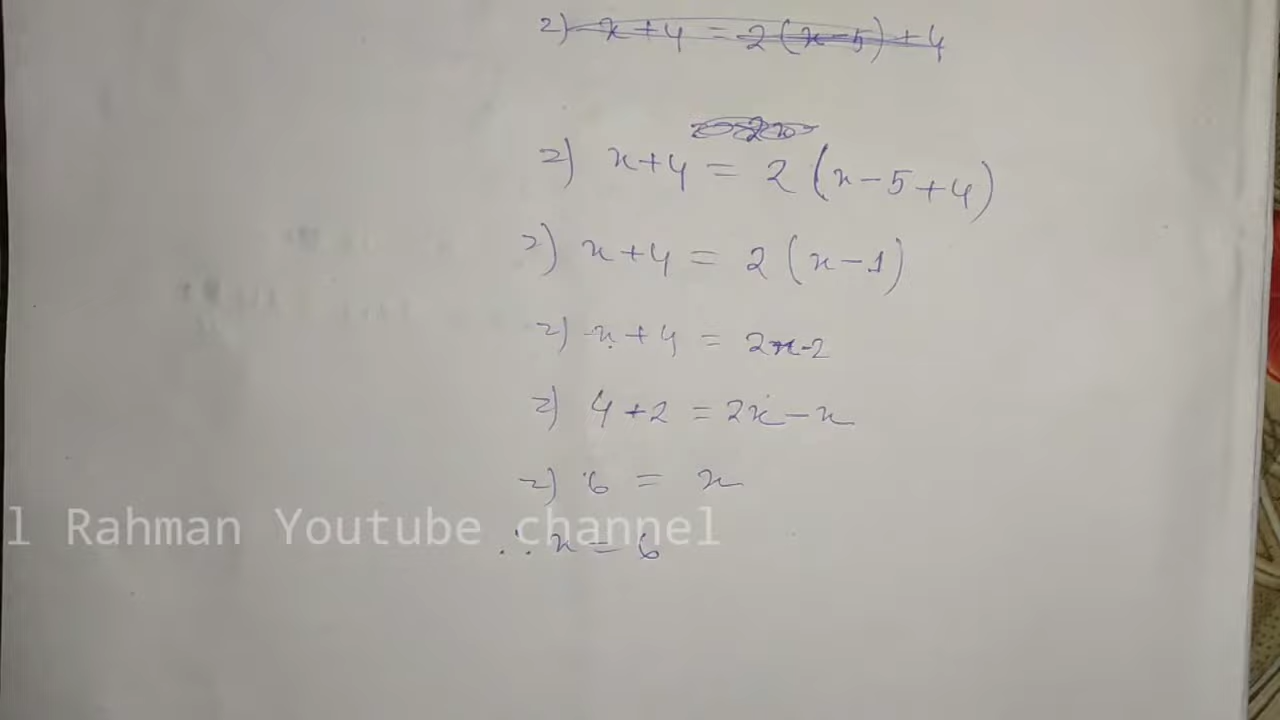 2) x+4 = 2(x-5)+4
=) x+4 = 2(x-5+4)
=) x+4 = 2(x-1)
=) x+4 = 2x-2
=) 4+2 = 2x-x
=) 6 = x
l Rahman Youtube channel
∴ x = 6